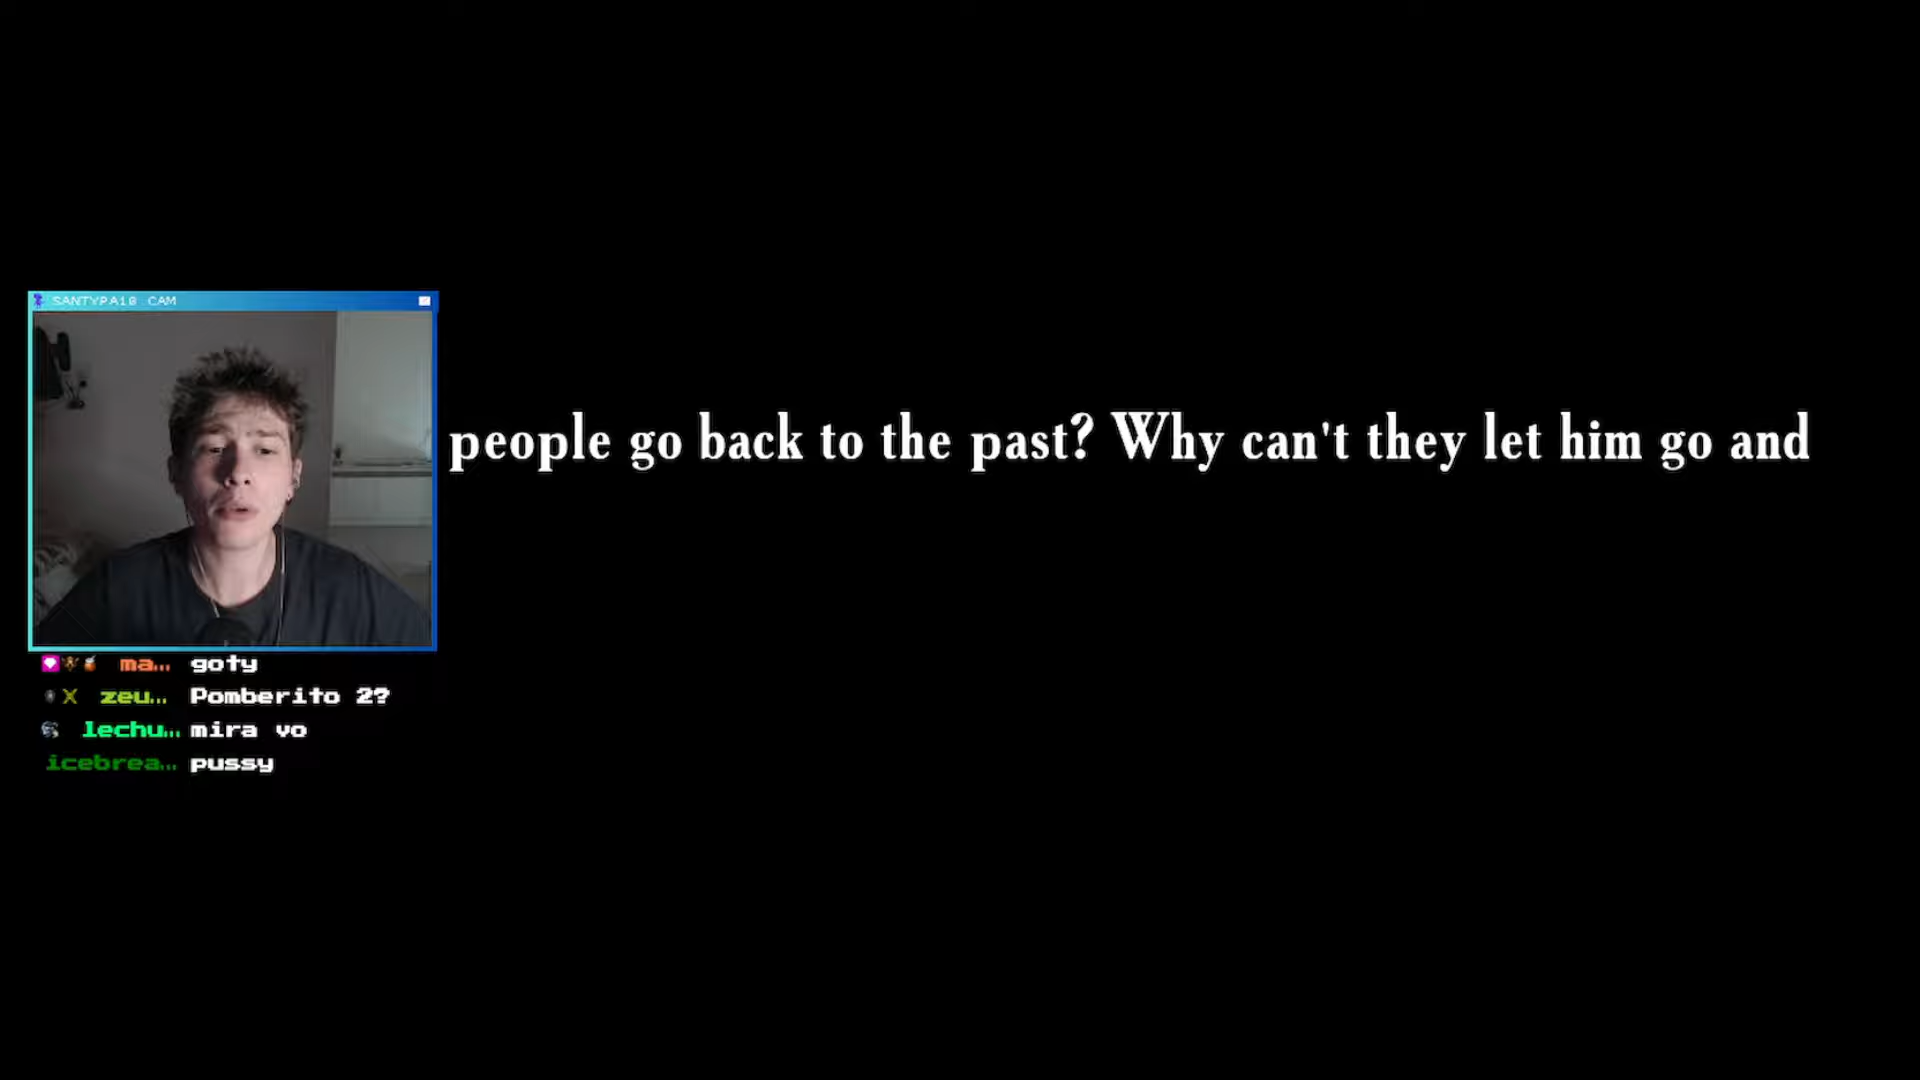 SANTYPA10 CAM
people go back to the past? Why can't they let him go and
ma... goty
zeu... Pomberito 2?
lechu... mira vo
icebrea... pussy